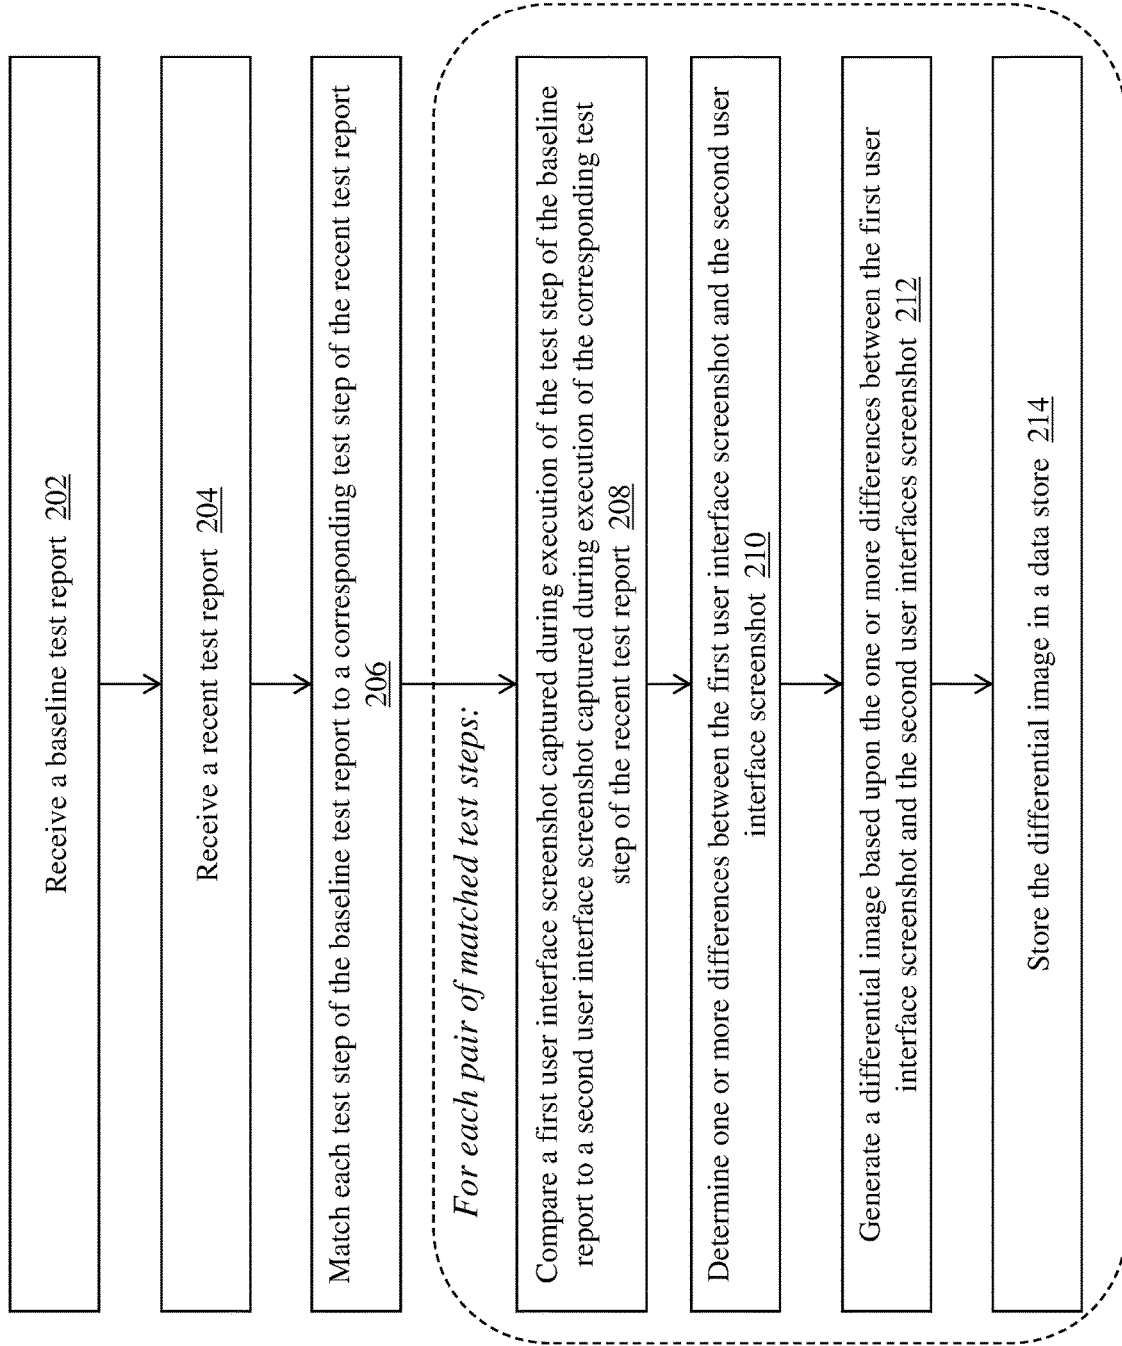 Receive a baseline test report 202
Receive a recent test report 204
Match each test step of the baseline test report to a corresponding test step of the recent test report
206
For each pair of matched test steps:
Compare a first user interface screenshot captured during execution of the test step of the baseline
report to a second user interface screenshot captured during execution of the corresponding test
step of the recent test report 208
Determine one or more differences between the first user interface screenshot and the second user
interface screenshot 210
Generate a differential image based upon the one or more differences between the first user
interface screenshot and the second user interfaces screenshot 212
Store the differential image in a data store 214